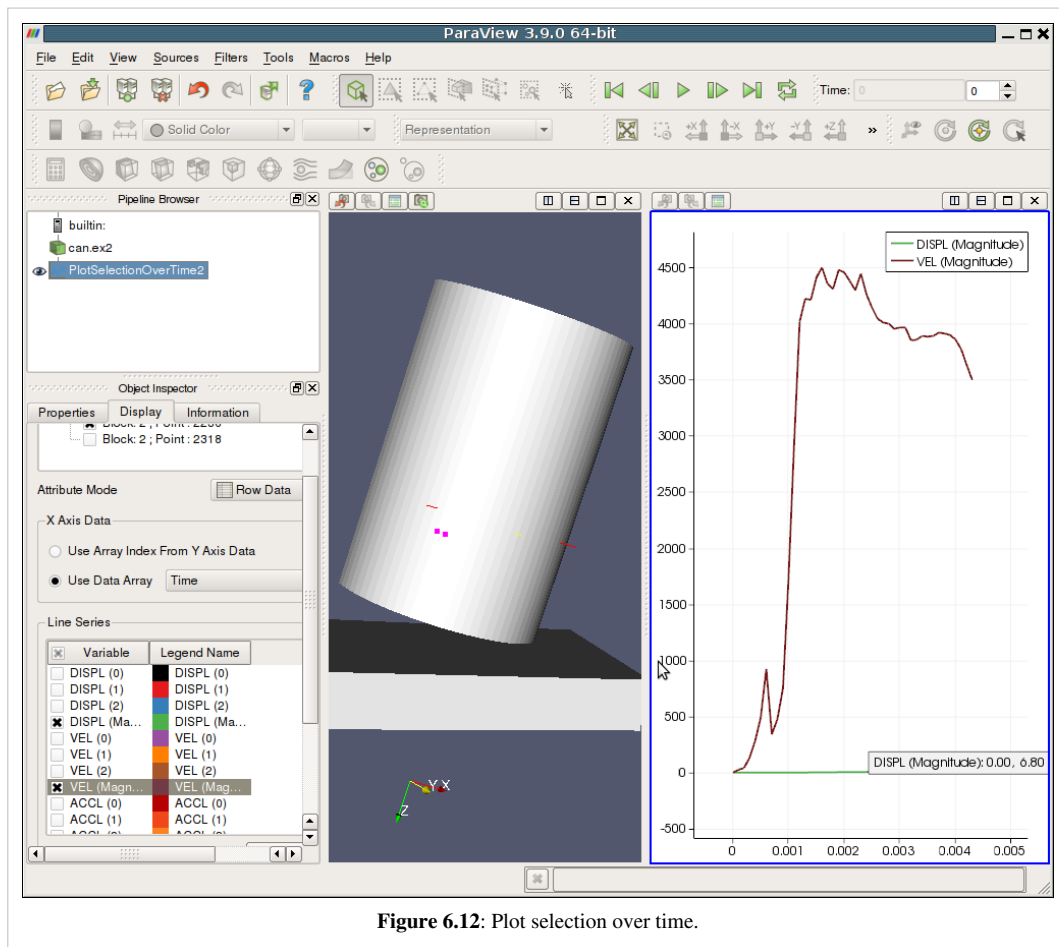 ParaView 3.9.0 64-bit
File Edit View Sources Filters Tools Macros Help
Time: 0 0
Solid Color Representation +X -X +Y -Y +Z »
Pipeline Browser
builtin:
can.ex2
PlotSelectionOverTime2
Object Inspector
Properties Display Information
Block: 2 ; Point : 2318
Attribute Mode Row Data
X Axis Data
Use Array Index From Y Axis Data
Use Data Array Time
Line Series
Variable Legend Name
DISPL (0) DISPL (0)
DISPL (1) DISPL (1)
DISPL (2) DISPL (2)
DISPL (Ma... DISPL (Mag...
VEL (0) VEL (0)
VEL (1) VEL (1)
VEL (2) VEL (2)
VEL (Magn... VEL (Mag...
ACCL (0) ACCL (0)
ACCL (1) ACCL (1)
Y X
Z
DISPL (Magnitude)
VEL (Magnitude)
4500
4000
3500
3000
2500
2000
1500
1000
500
0
-500
DISPL (Magnitude): 0.00, 6.80
0 0.001 0.002 0.003 0.004 0.005
Figure 6.12: Plot selection over time.